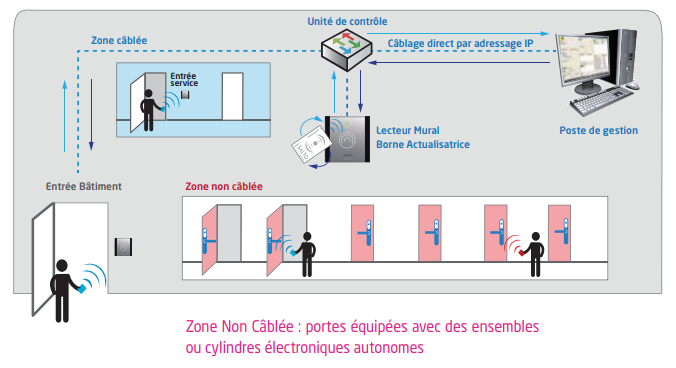 Unité de contrôle
Zone câblée
Câblage direct par adressage IP
Entrée
service
Lecteur Mural
Borne Actualisatrice
Poste de gestion
SALTO
Entrée Bâtiment
Zone non câblée
Zone Non Câblée : portes équipées avec des ensembles
ou cylindres électroniques autonomes